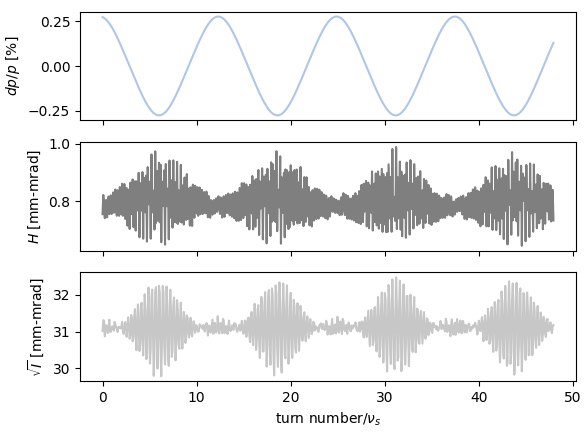 0.25
0.00
−0.25
dp/p [%]
1.0
0.8
H [mm-mrad]
32
31
30
√I [mm-mrad]
0 10 20 30 40 50
turn number/νₛ